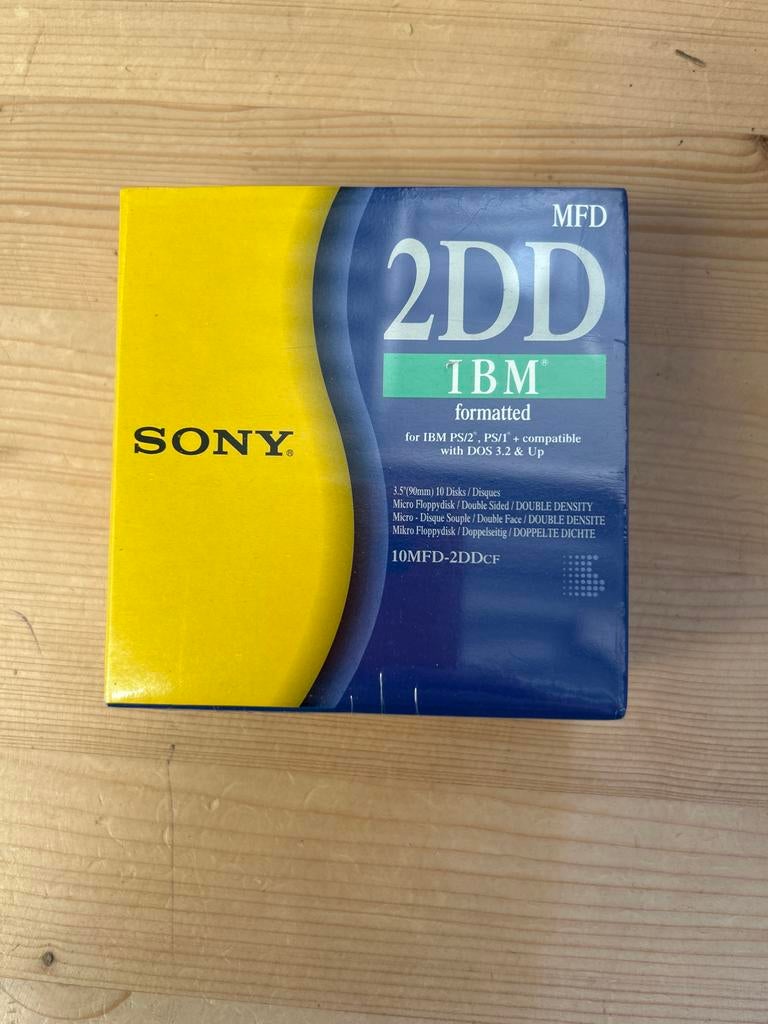 MFD
2DD
IBM®
formatted
SONY®
for IBM PS/2®, PS/1® + compatible
with DOS 3.2 & Up
3.5"(90mm) 10 Disks / Disques
Micro Floppydisk / Double Sided / DOUBLE DENSITY
Micro - Disque Souple / Double Face / DOUBLE DENSITE
Mikro Floppydisk / Doppelseitig / DOPPELTE DICHTE
10MFD-2DDCF